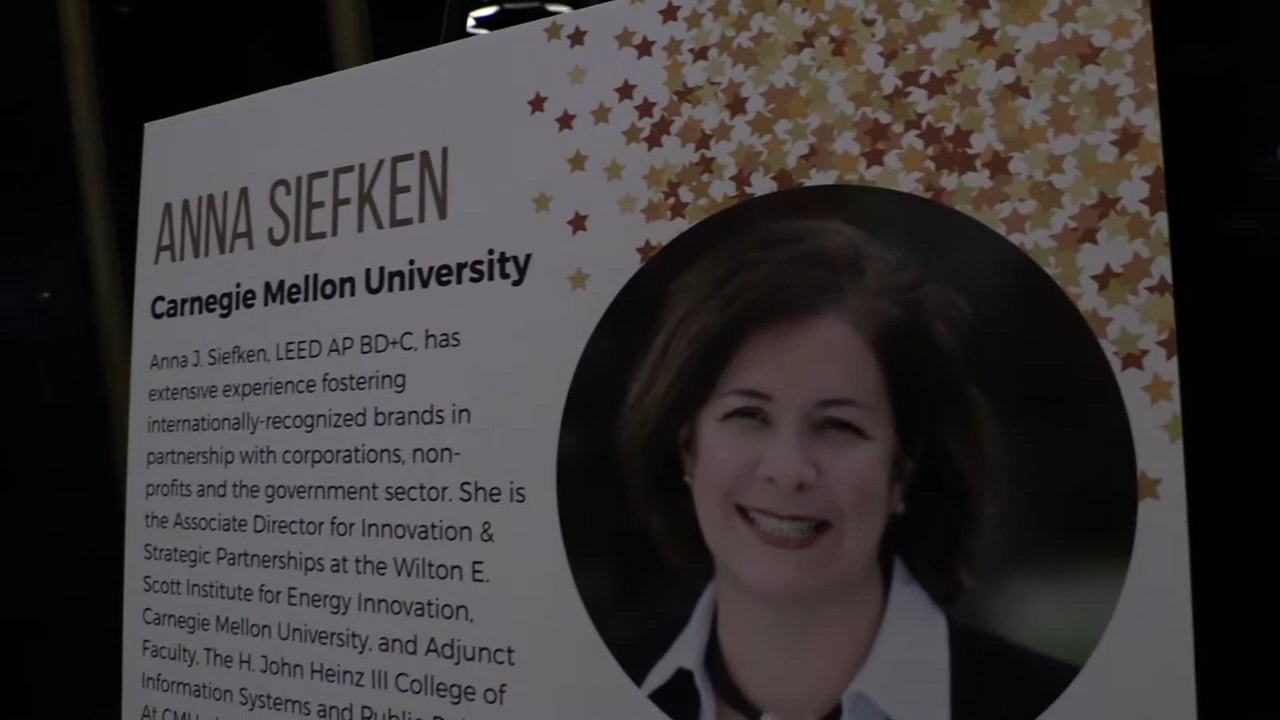 ANNA SIEFKEN
Carnegie Mellon University
Anna J. Siefken, LEED AP BD+C, has
extensive experience fostering
internationally-recognized brands in
partnership with corporations, non-
profits and the government sector. She is
the Associate Director for Innovation &
Strategic Partnerships at the Wilton E.
Scott Institute for Energy Innovation,
Carnegie Mellon University, and Adjunct
Faculty, The H. John Heinz III College of
Information Systems and Public
At CMU